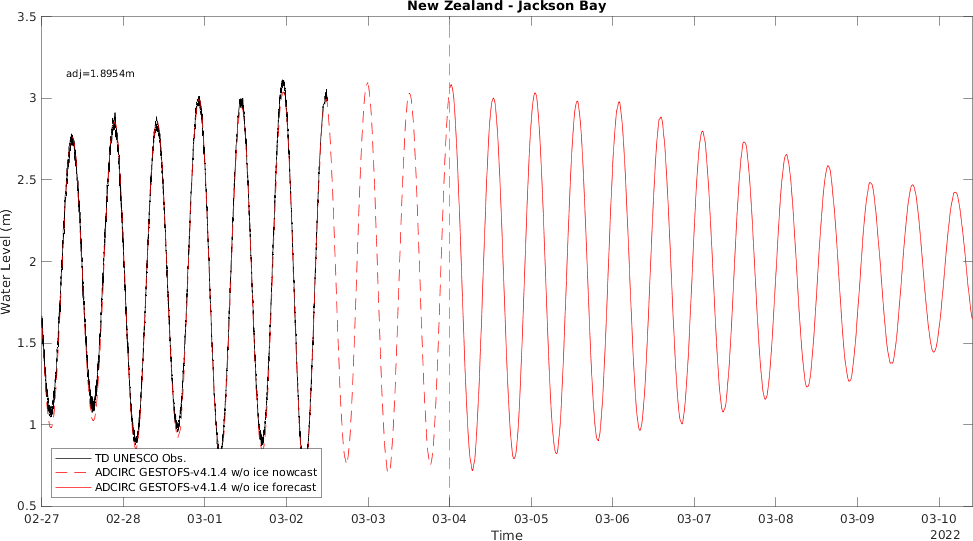 New Zealand - Jackson Bay
3.5
adj=1.8954m
3
2.5
2
Water Level (m)
1.5
1
TD UNESCO Obs.
ADCIRC GESTOFS-v4.1.4 w/o ice nowcast
ADCIRC GESTOFS-v4.1.4 w/o ice forecast
0.5
02-27 02-28 03-01 03-02 03-03 03-04 03-05 03-06 03-07 03-08 03-09 03-10
Time 2022